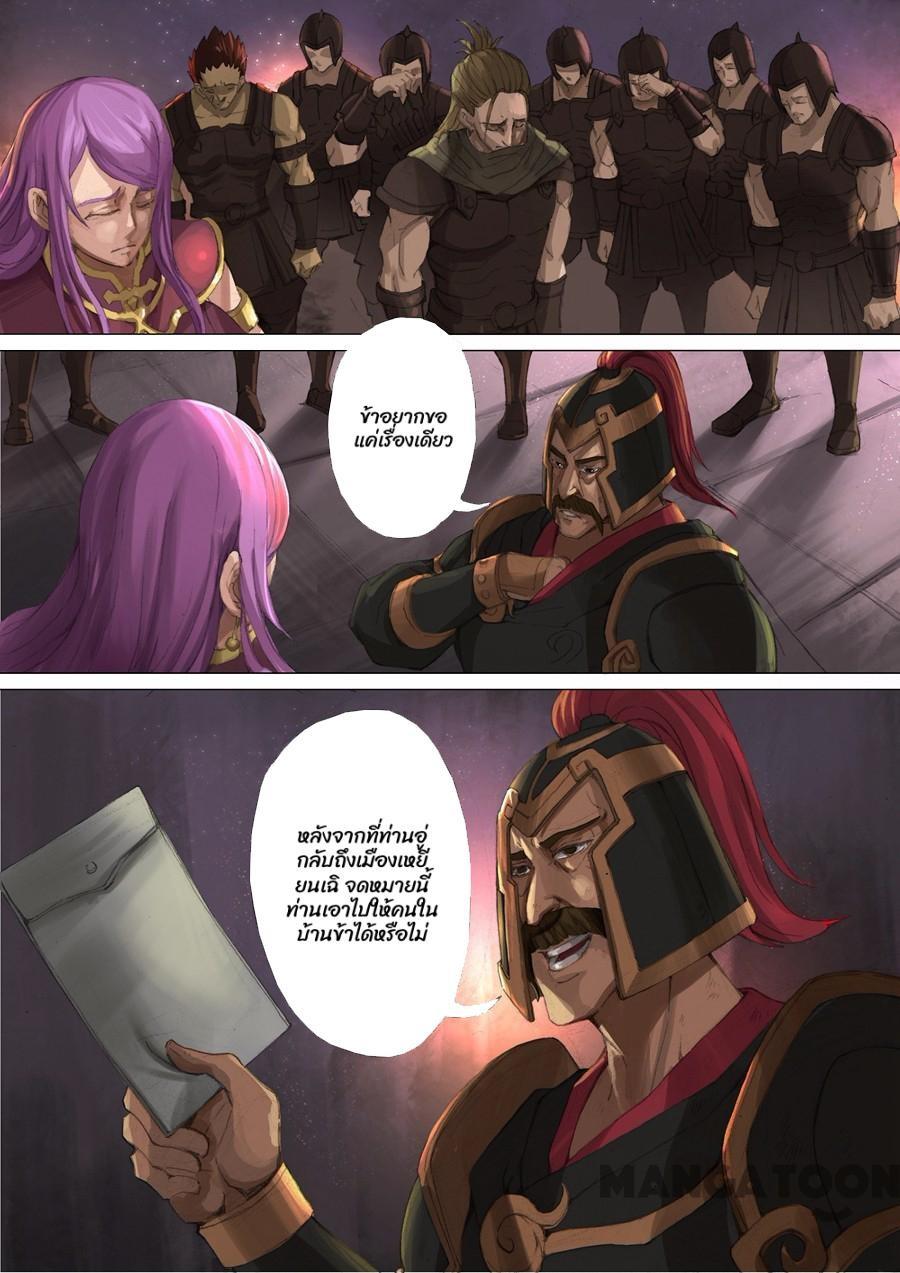 ข้าอยากขอ
แค่เรื่องเดียว
หลังจากที่ท่านอู่
กลับถึงเมืองเหยี
ยนเฉิ จดหมายนี้
ท่านเอาไปให้คนใน
บ้านข้าได้หรือไม่
MANGATOON